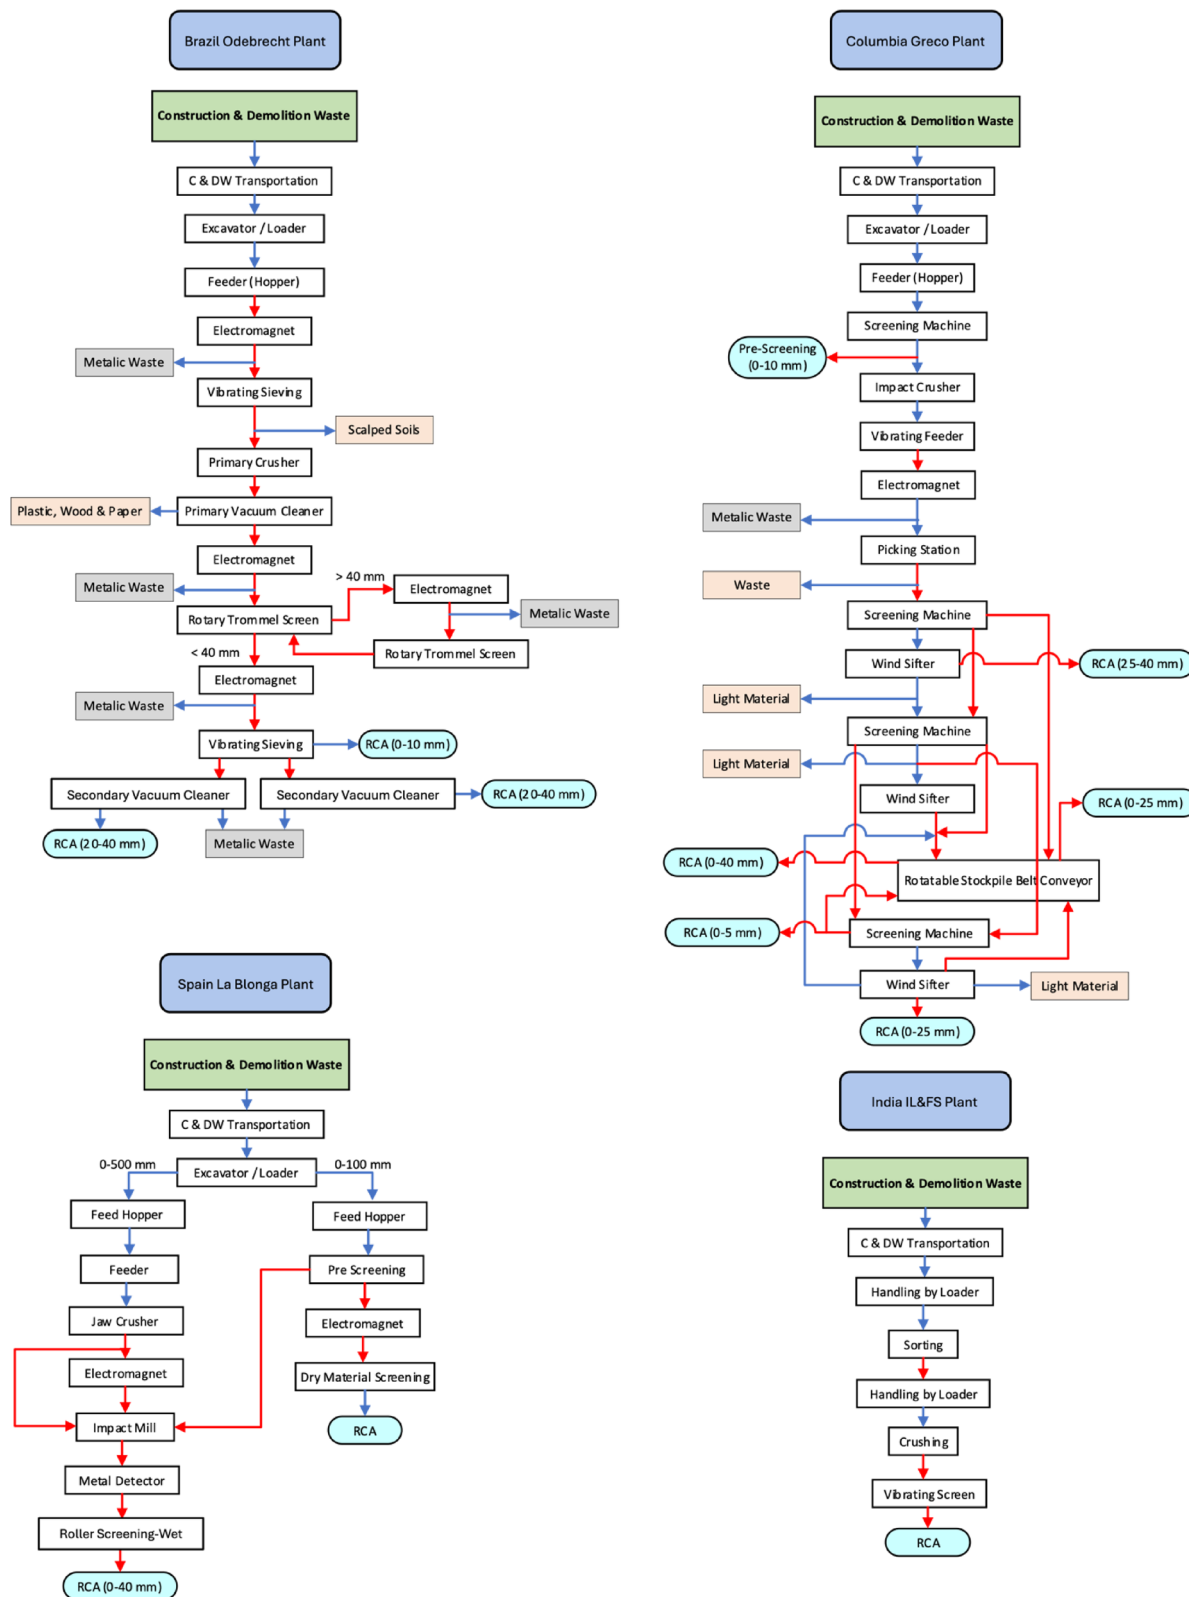 Brazil Odebrecht Plant
Construction & Demolition Waste
C & DW Transportation
Excavator / Loader
Feeder (Hopper)
Electromagnet
Metalic Waste
Vibrating Sieving
Scalped Soils
Primary Crusher
Plastic, Wood & Paper
Primary Vacuum Cleaner
Electromagnet
Metalic Waste
> 40 mm
Electromagnet
Metalic Waste
Rotary Trommel Screen
Rotary Trommel Screen
< 40 mm
Electromagnet
Metalic Waste
Vibrating Sieving
RCA (0-10 mm)
Secondary Vacuum Cleaner
Secondary Vacuum Cleaner
RCA (20-40 mm)
RCA (20-40 mm)
Metalic Waste
Columbia Greco Plant
Construction & Demolition Waste
C & DW Transportation
Excavator / Loader
Feeder (Hopper)
Screening Machine
Pre-Screening
(0-10 mm)
Impact Crusher
Vibrating Feeder
Electromagnet
Metalic Waste
Picking Station
Waste
Screening Machine
Wind Sifter
RCA (25-40 mm)
Light Material
Screening Machine
Light Material
Wind Sifter
RCA (0-25 mm)
RCA (0-40 mm)
Rotatable Stockpile Belt Conveyor
RCA (0-5 mm)
Screening Machine
Wind Sifter
Light Material
RCA (0-25 mm)
Spain La Blonga Plant
Construction & Demolition Waste
C & DW Transportation
0-500 mm
Excavator / Loader
0-100 mm
Feed Hopper
Feed Hopper
Feeder
Pre Screening
Jaw Crusher
Electromagnet
Electromagnet
Dry Material Screening
Impact Mill
RCA
Metal Detector
Roller Screening-Wet
RCA (0-40 mm)
India IL&FS Plant
Construction & Demolition Waste
C & DW Transportation
Handling by Loader
Sorting
Handling by Loader
Crushing
Vibrating Screen
RCA